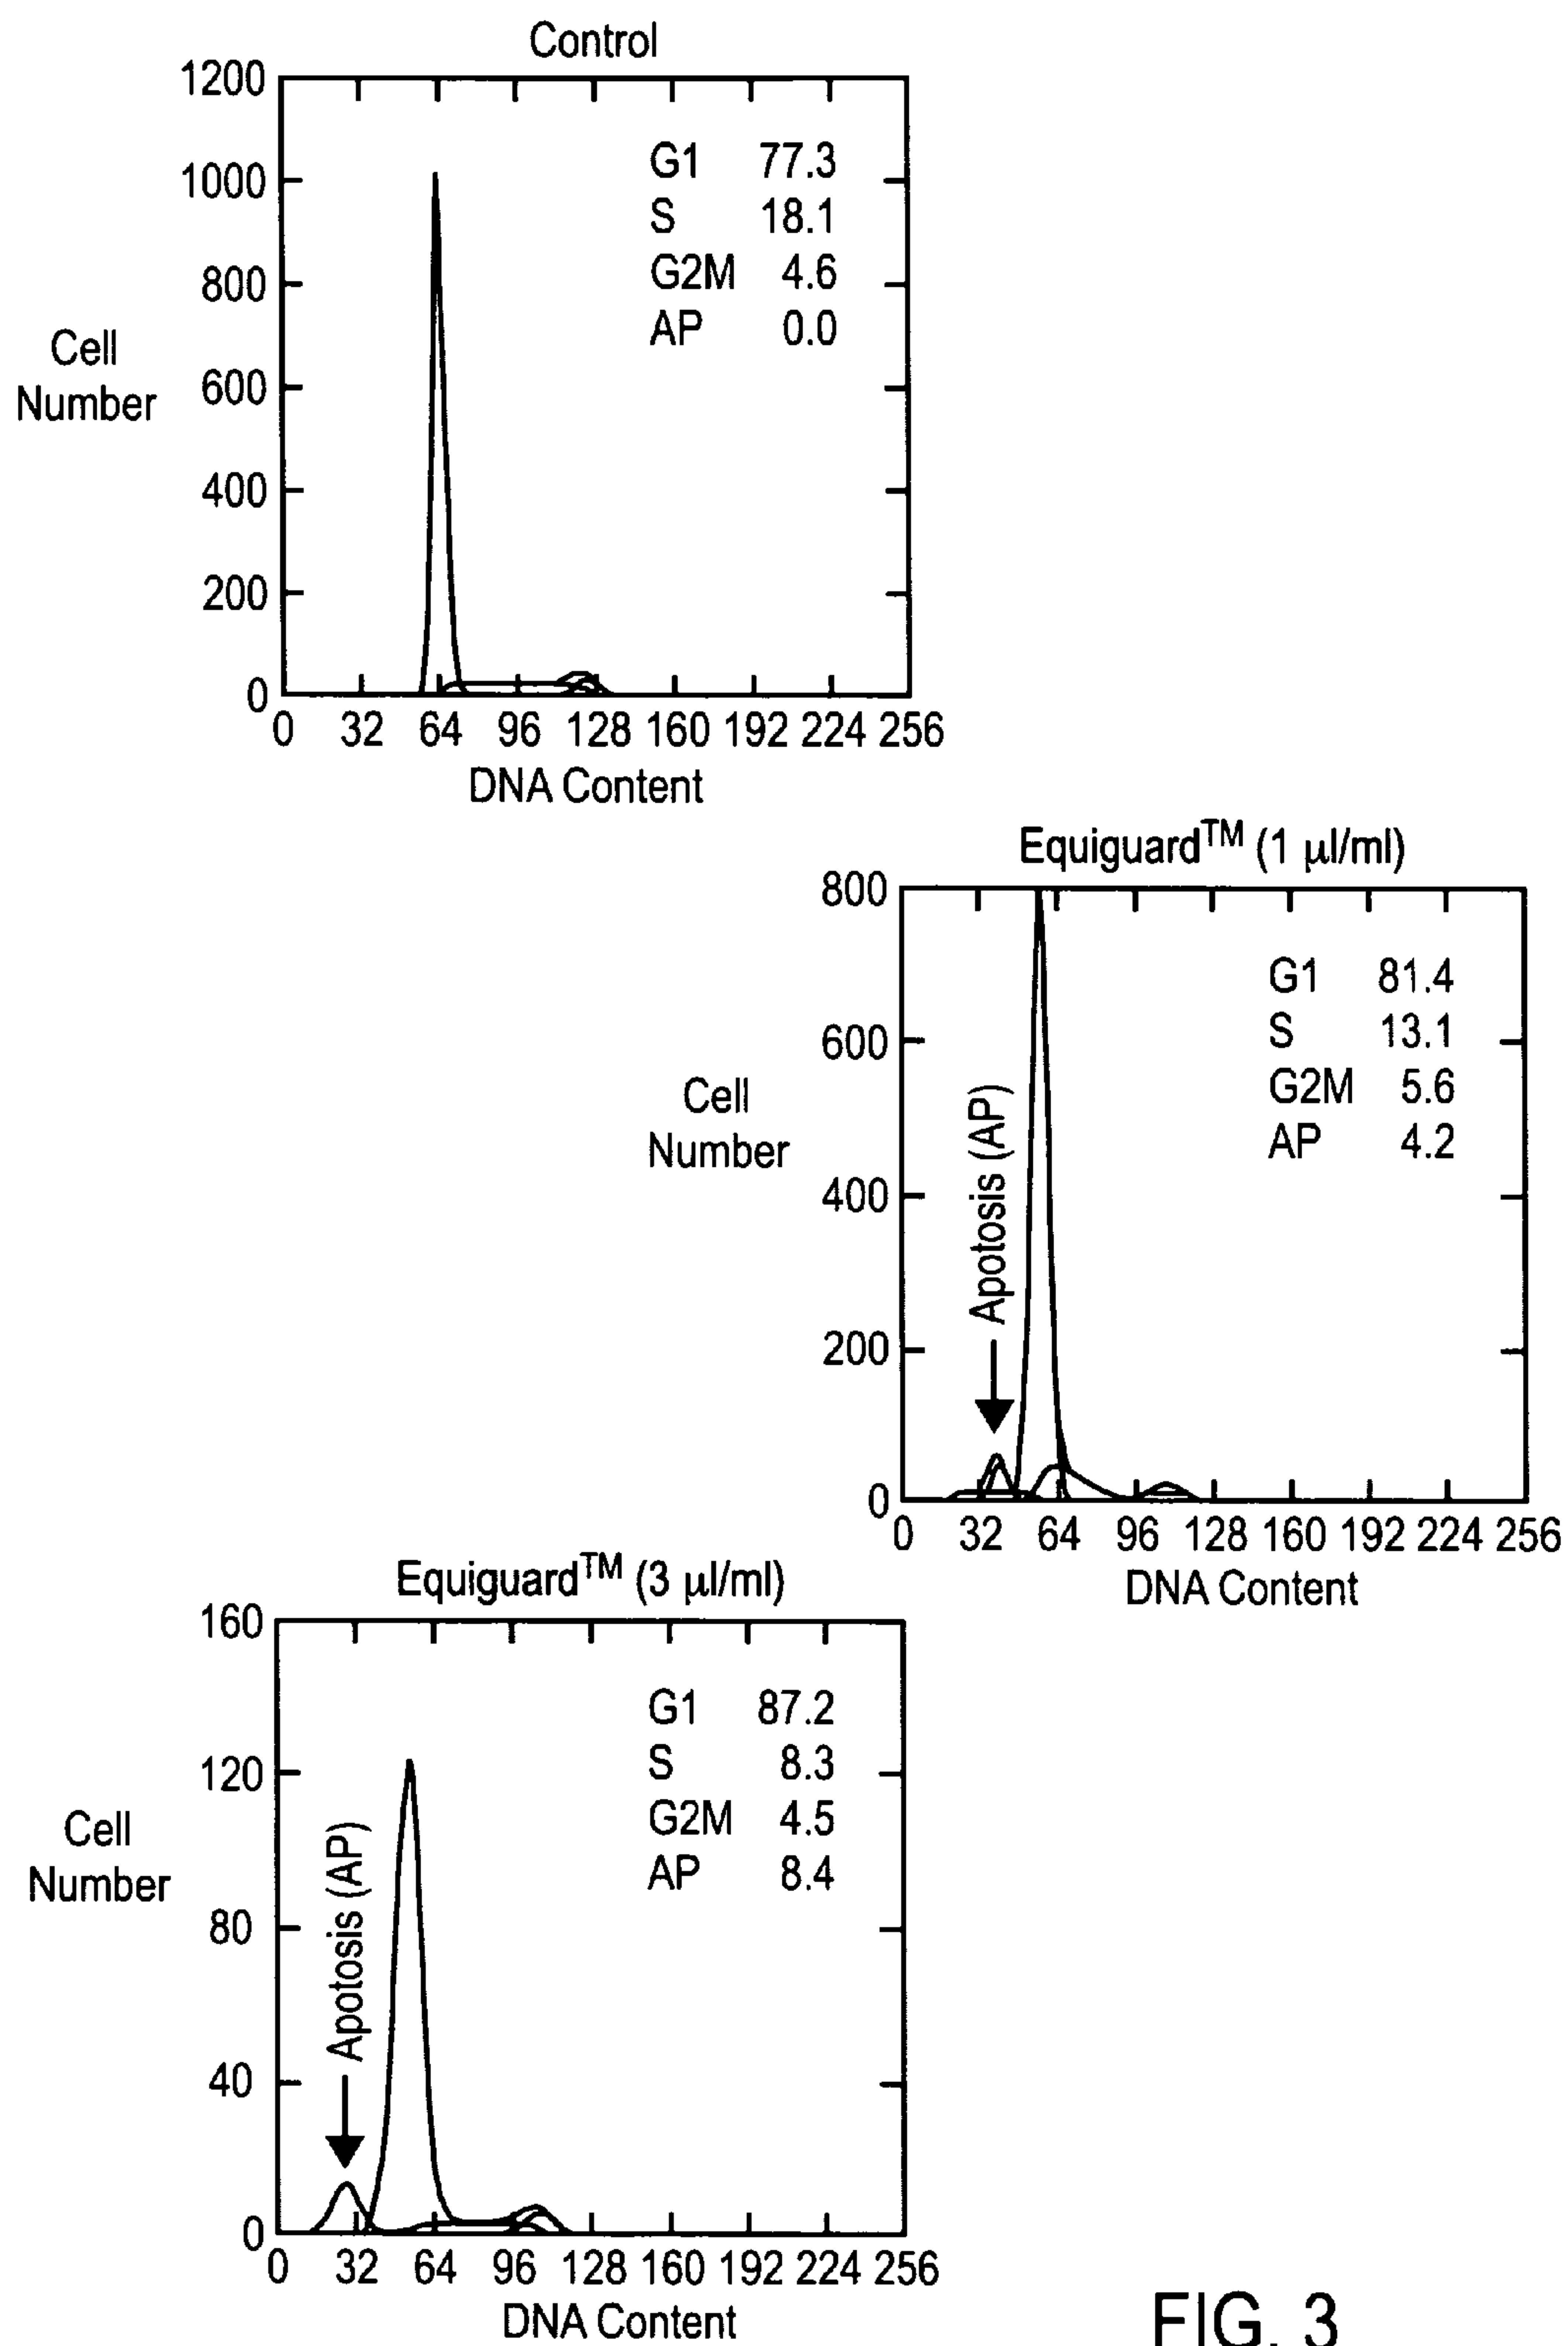 Control
1200
1000
800
600
400
200
0
Cell
Number
G1 77.3
S 18.1
G2M 4.6
AP 0.0
0 32 64 96 128 160 192 224 256
DNA Content
Equiguard™ (1 µl/ml)
800
600
400
200
0
Cell
Number
Apotosis (AP)
G1 81.4
S 13.1
G2M 5.6
AP 4.2
0 32 64 96 128 160 192 224 256
DNA Content
Equiguard™ (3 µl/ml)
160
120
80
40
0
Cell
Number
Apotosis (AP)
G1 87.2
S 8.3
G2M 4.5
AP 8.4
0 32 64 96 128 160 192 224 256
DNA Content
FIG. 3